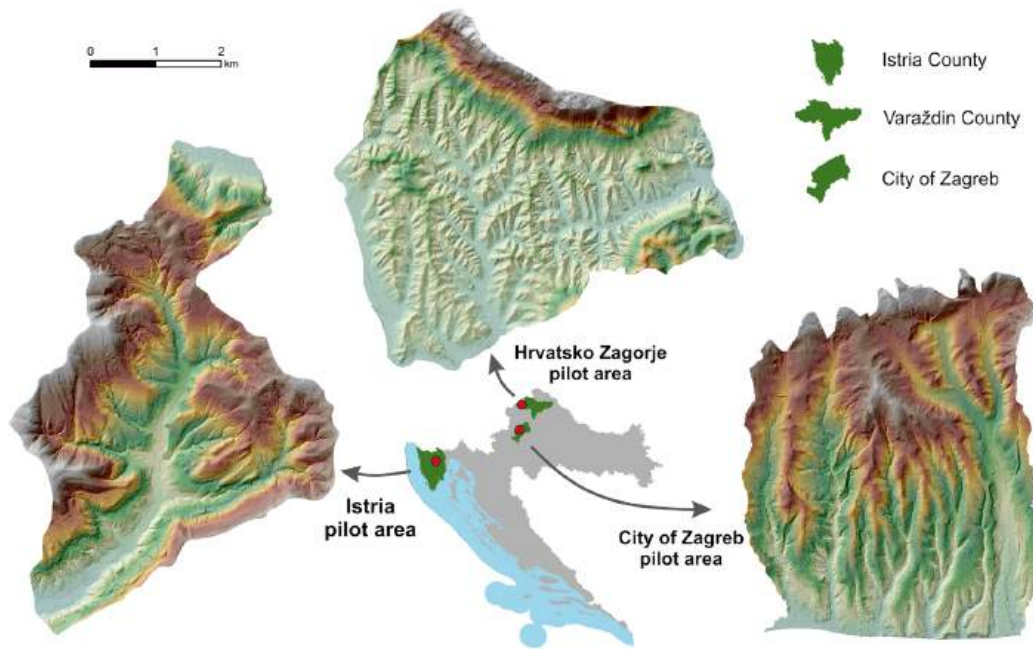 0 1 2
km
Istria County
Varaždin County
City of Zagreb
Hrvatsko Zagorje
pilot area
Istria
pilot area
City of Zagreb
pilot area